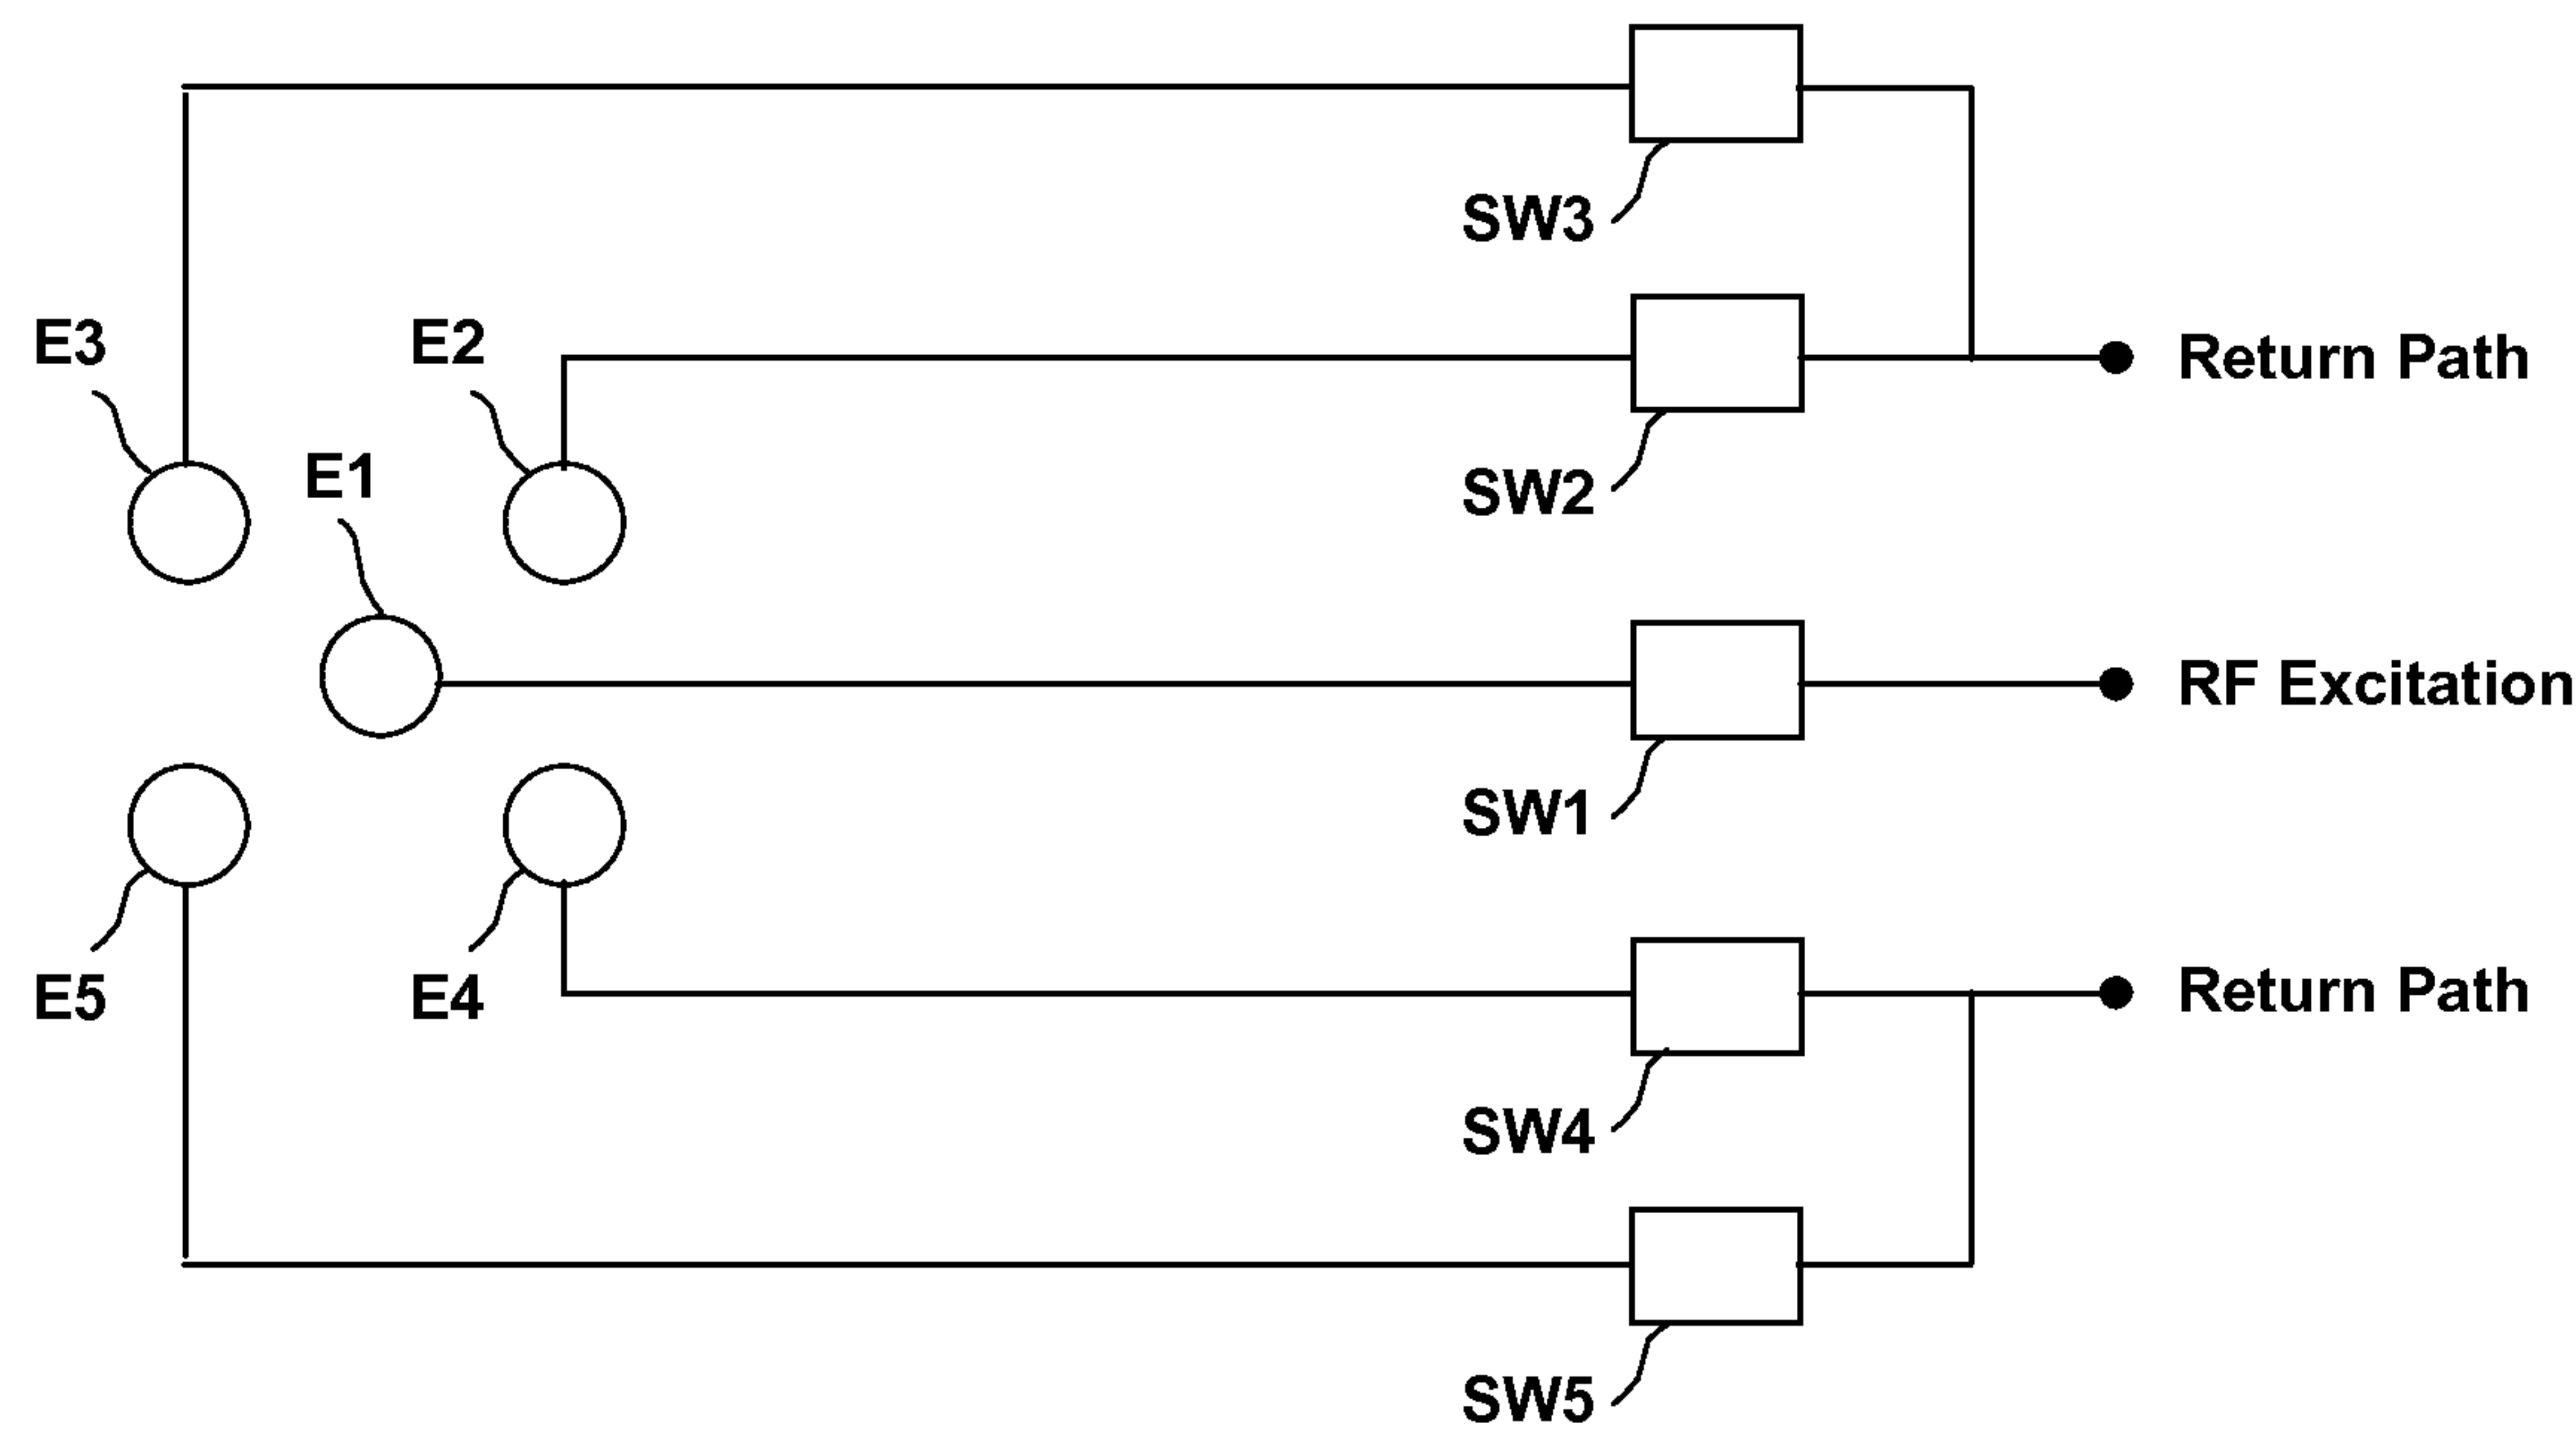 SW3
E3
E2
Return Path
E1
SW2
RF Excitation
SW1
E5
E4
Return Path
SW4
SW5